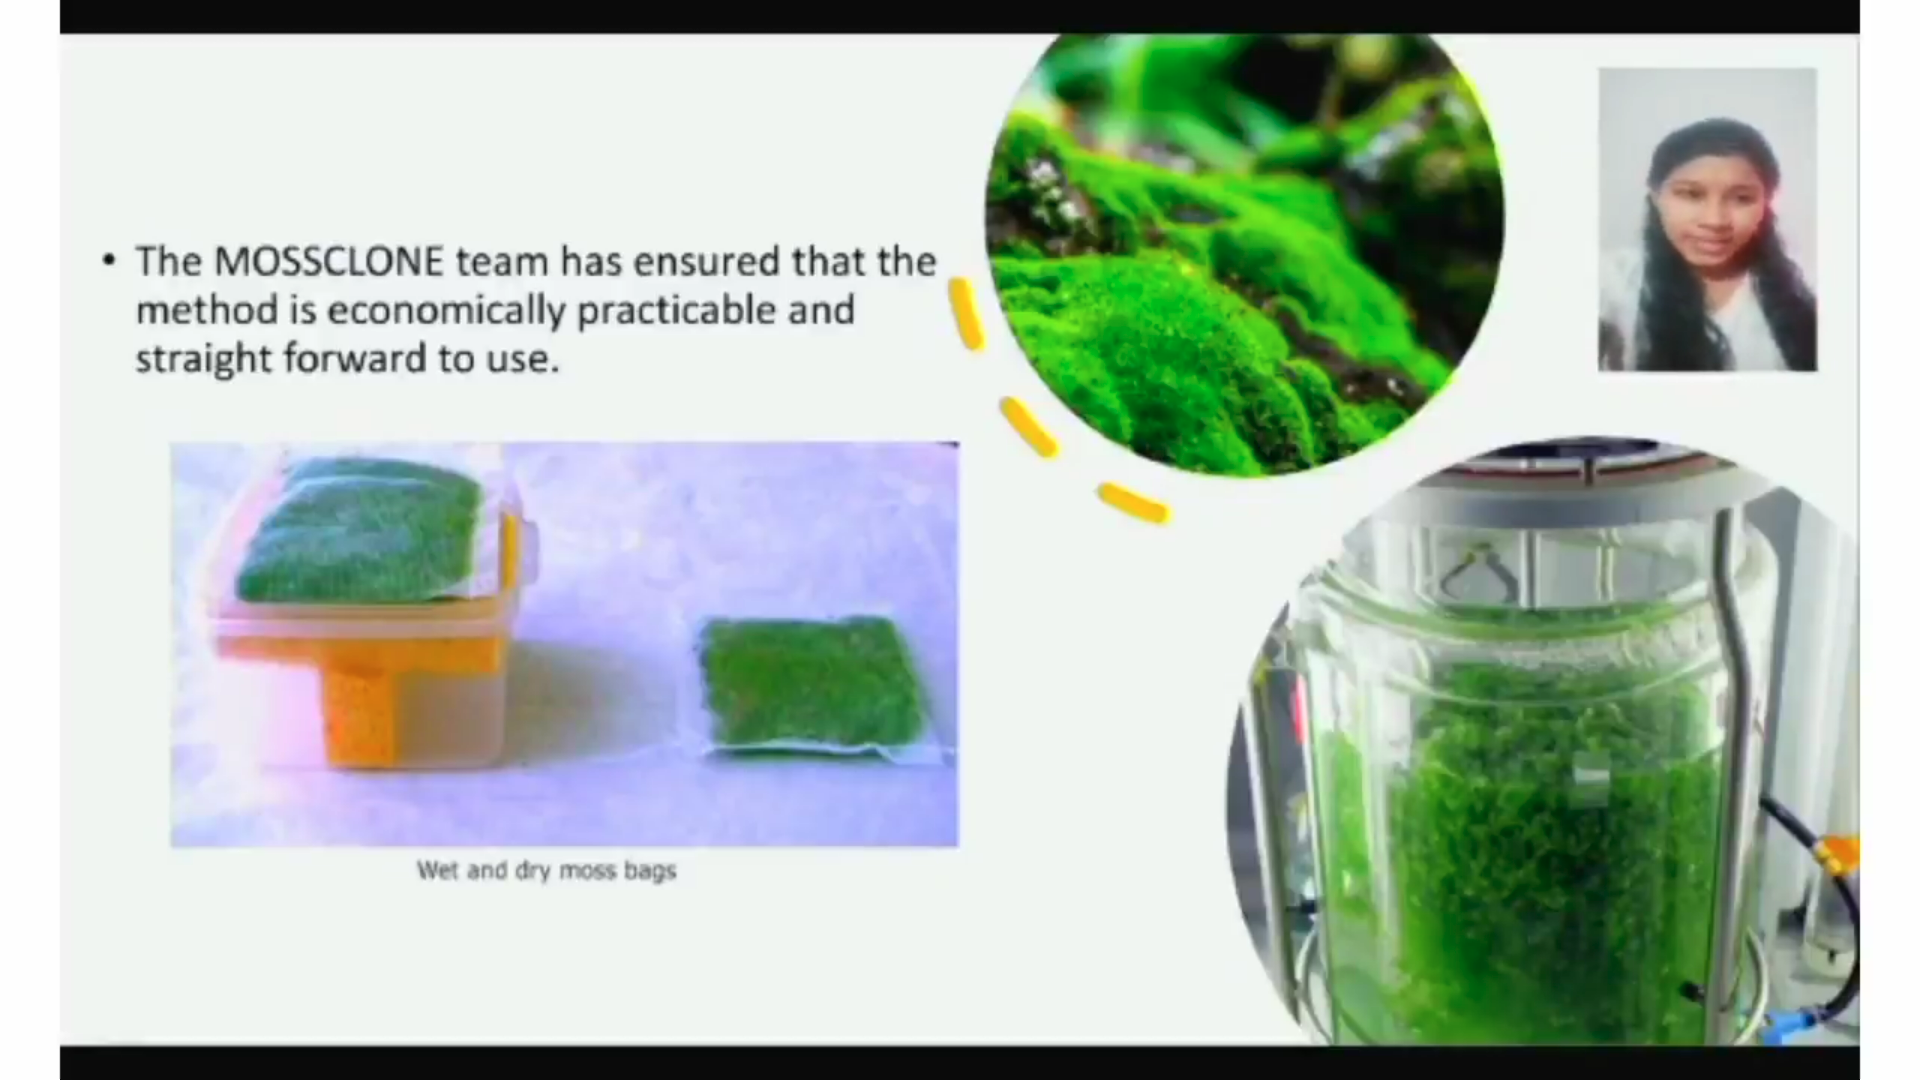 • The MOSSCLONE team has ensured that the
method is economically practicable and
straight forward to use.
Wet and dry moss bags